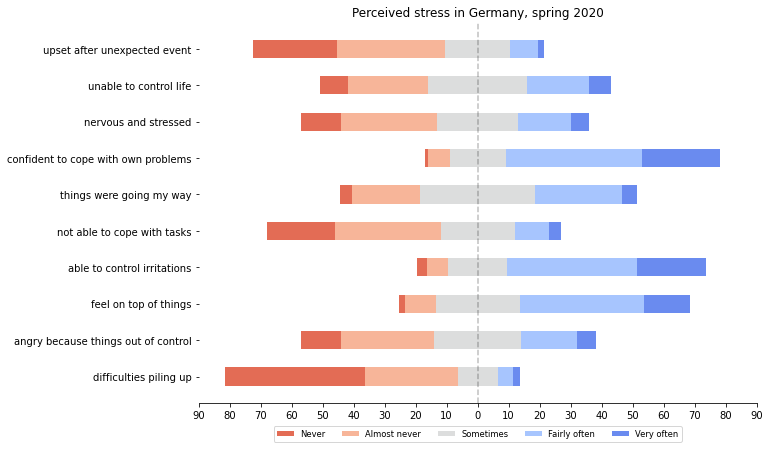 Perceived stress in Germany, spring 2020
upset after unexpected event
unable to control life
nervous and stressed
confident to cope with own problems
things were going my way
not able to cope with tasks
able to control irritations
feel on top of things
angry because things out of control
difficulties piling up
90 80 70 60 50 40 30 20 10 0 10 20 30 40 50 60 70 80 90
Never Almost never Sometimes Fairly often Very often